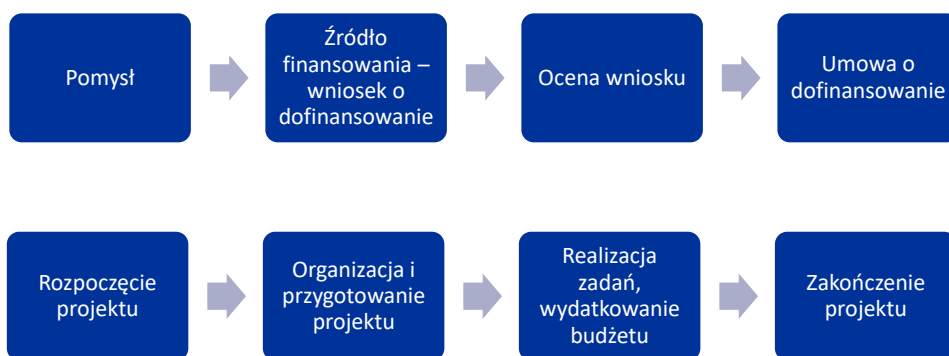 Pomysł
Źródło
finansowania –
wniosek o
dofinansowanie
Ocena wniosku
Umowa o
dofinansowanie
Rozpoczęcie
projektu
Organizacja i
przygotowanie
projektu
Realizacja
zadań,
wydatkowanie
budżetu
Zakończenie
projektu